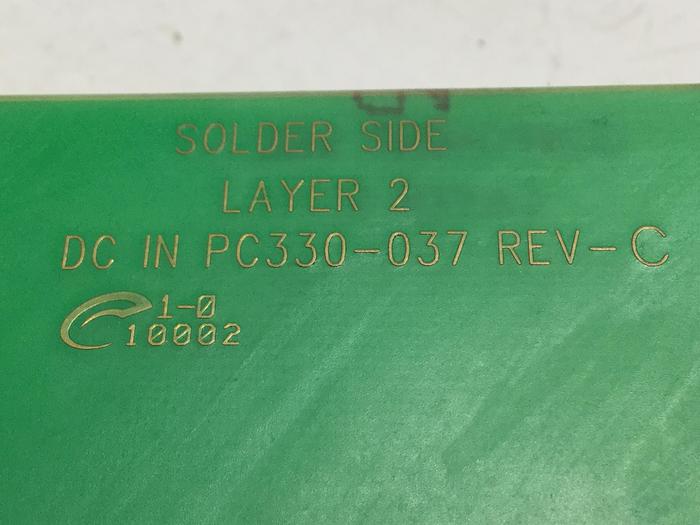 SOLDER SIDE
LAYER 2
DC IN PC330-037 REV-C
1-0
10002